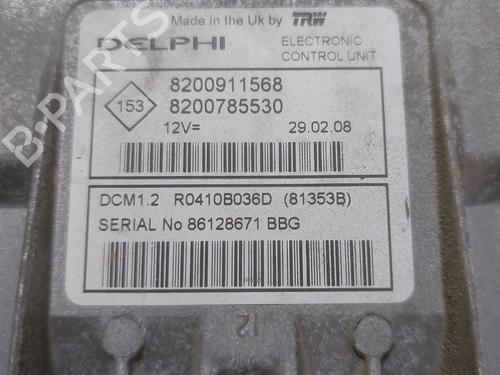 Made in the Uk by TRW
DELPHI
ELECTRONIC
CONTROL UNIT
153
8200911568
8200785530
12V=
29.02.08
DCM1.2 R0410B036D (81353B)
SERIAL No 86128671 BBG
12
B-PARTS